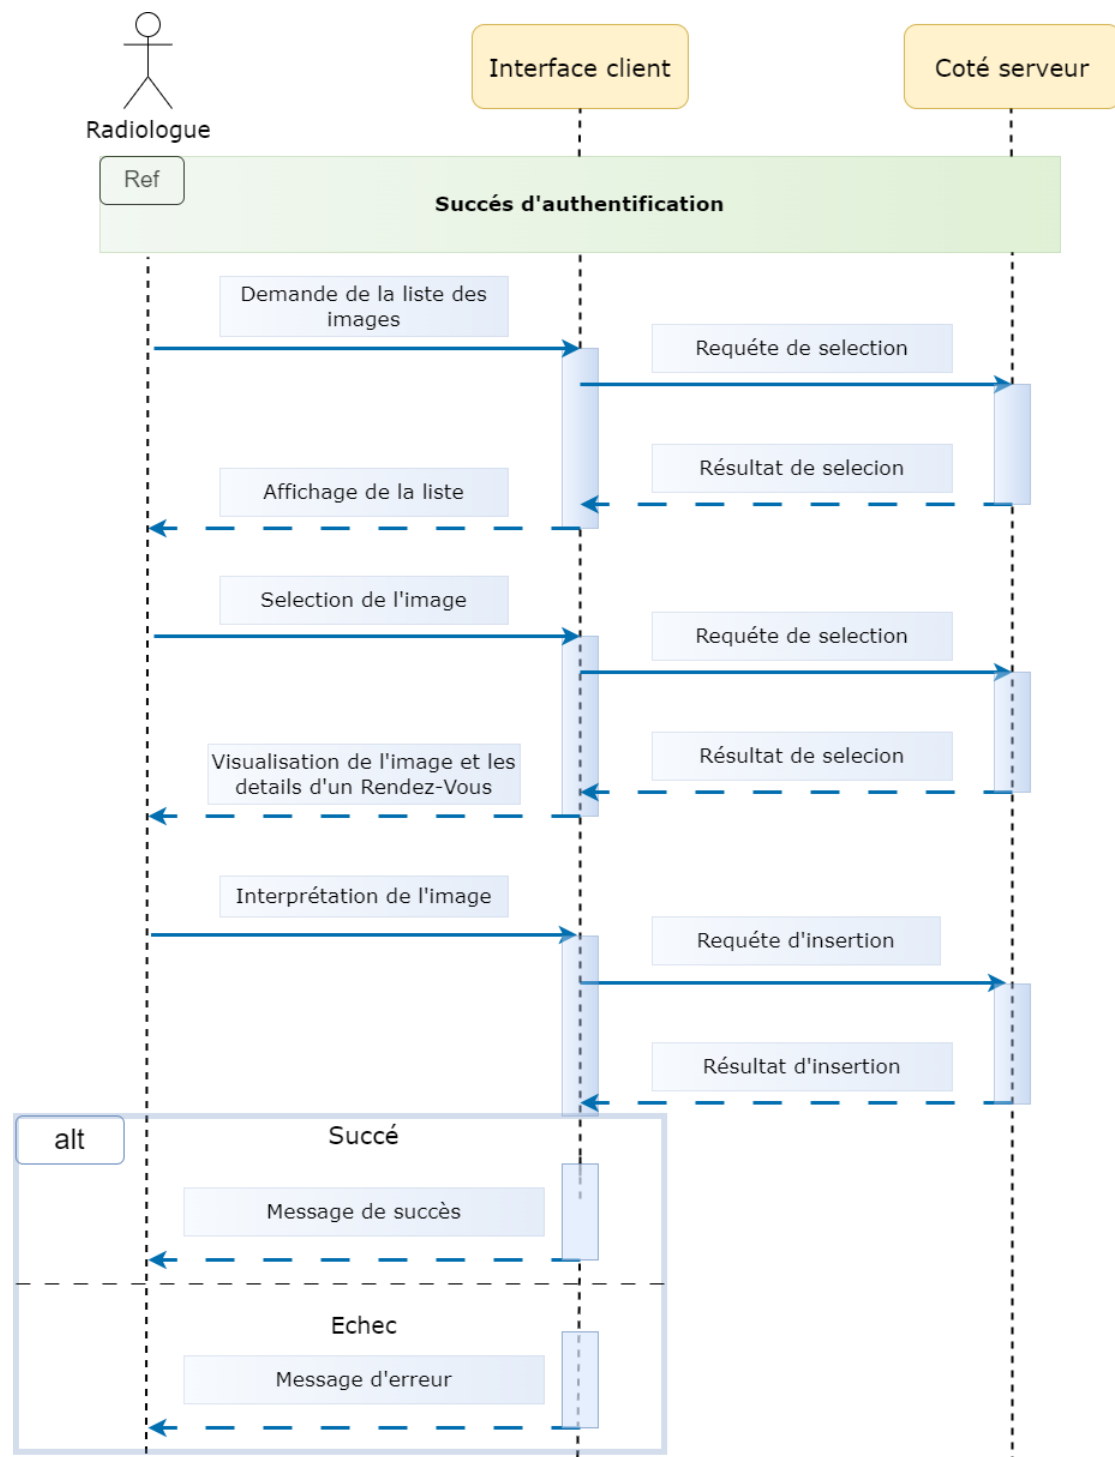 Radiologue
Interface client
Coté serveur
Ref
Succés d'authentification
Demande de la liste des
images
Requéte de selection
Résultat de selecion
Affichage de la liste
Selection de l'image
Requéte de selection
Résultat de selecion
Visualisation de l'image et les
details d'un Rendez-Vous
Interprétation de l'image
Requéte d'insertion
Résultat d'insertion
alt
Succé
Message de succès
Echec
Message d'erreur